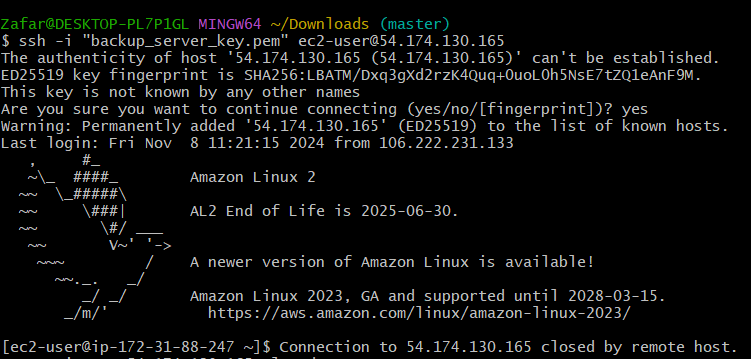 Zafar@DESKTOP-PL7P1GL MINGW64 ~/Downloads (master)
$ ssh -i "backup_server_key.pem" ec2-user@54.174.130.165
The authenticity of host '54.174.130.165 (54.174.130.165)' can't be established.
ED25519 key fingerprint is SHA256:LBATM/Dxq3gXd2rzK4Quq+0uoL0h5NsE7tZQ1eAnF9M.
This key is not known by any other names
Are you sure you want to continue connecting (yes/no/[fingerprint])? yes
Warning: Permanently added '54.174.130.165' (ED25519) to the list of known hosts.
Last login: Fri Nov  8 11:21:15 2024 from 106.222.231.133
   ,     #_
   ~\_  ####_        Amazon Linux 2
  ~~  \_#####\
  ~~     \###|       AL2 End of Life is 2025-06-30.
  ~~       \#/ ___
   ~~       V~' '->
    ~~~         /    A newer version of Amazon Linux is available!
      ~~._.   _/
         _/ _/       Amazon Linux 2023, GA and supported until 2028-03-15.
       _/m/'           https://aws.amazon.com/linux/amazon-linux-2023/
[ec2-user@ip-172-31-88-247 ~]$ Connection to 54.174.130.165 closed by remote host.